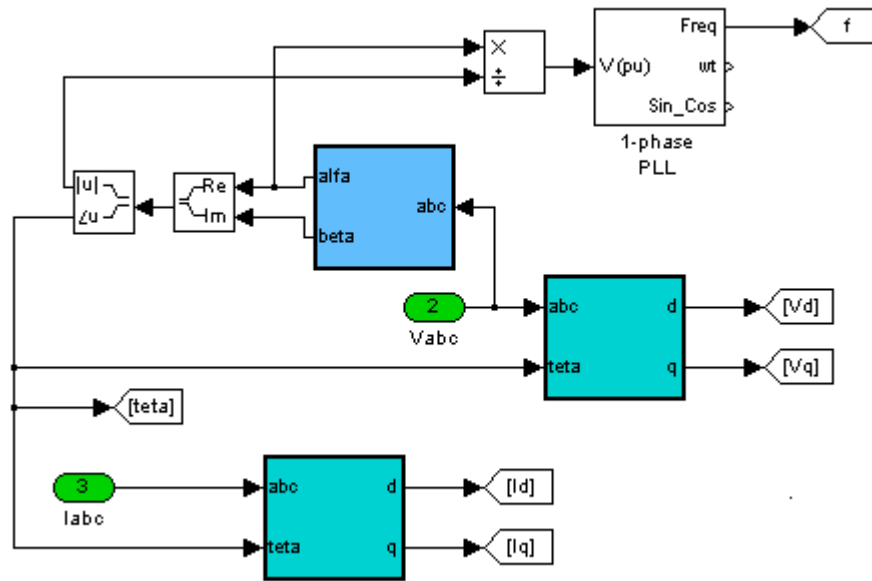 Freq
f
×
÷
V(pu)
wt
Sin_Cos
1-phase
PLL
|u|
∠u
Re
Im
alfa
abc
beta
2
Vabc
abc
d
[Vd]
teta
q
[Vq]
[teta]
3
Iabc
abc
d
[Id]
teta
q
[Iq]